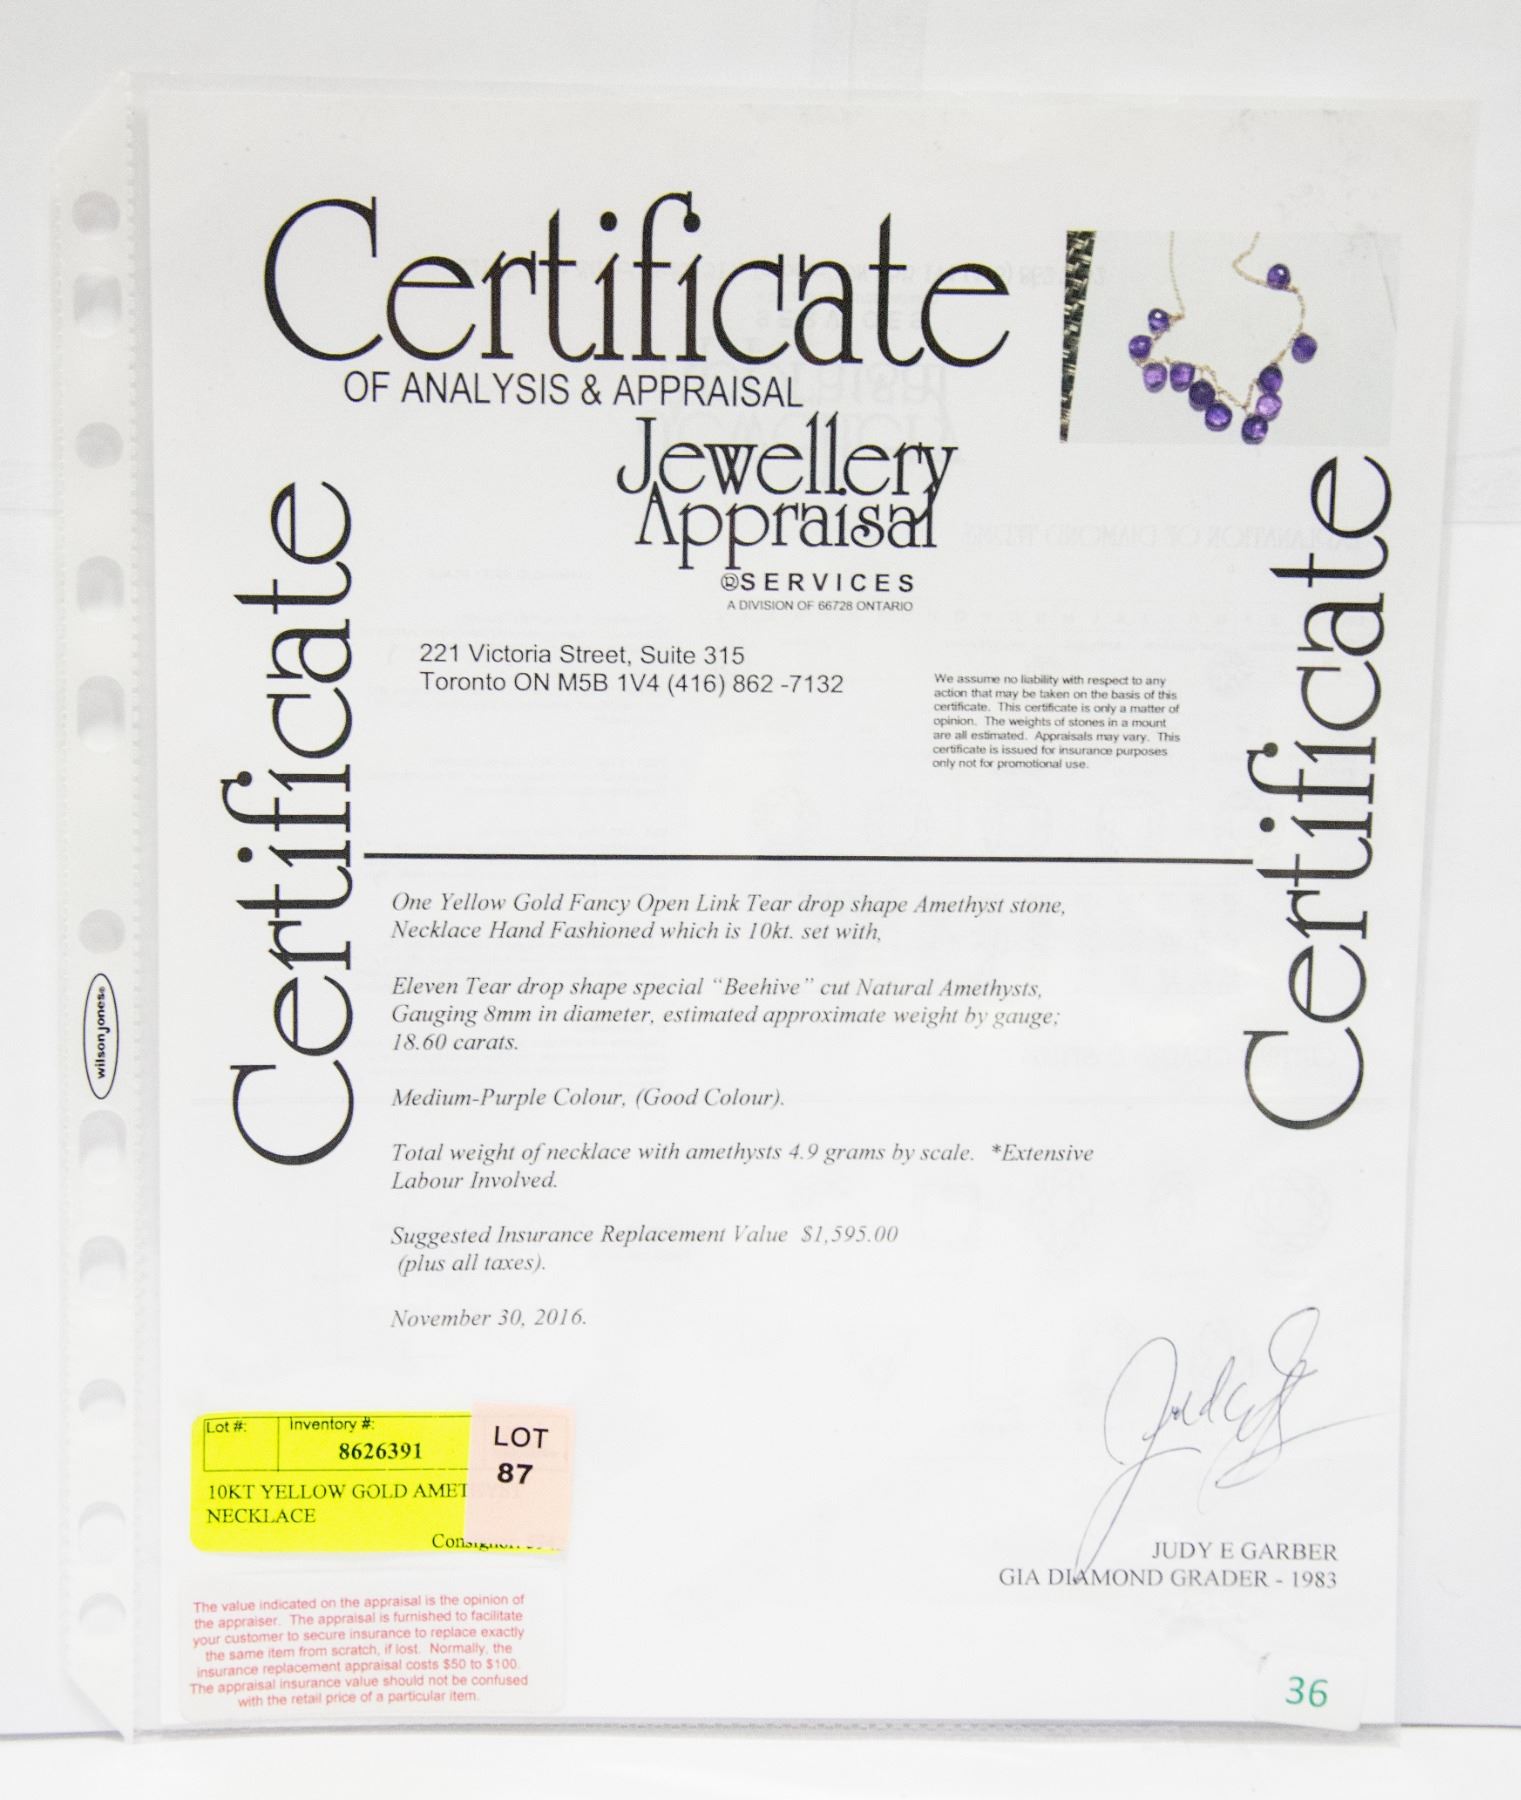 Certificate
OF ANALYSIS & APPRAISAL
Jewellery
Appraisal
®SERVICES
A DIVISION OF 66728 ONTARIO
Certificate
Certificate
221 Victoria Street, Suite 315
Toronto ON M5B 1V4 (416) 862 -7132
We assume no liability with respect to any
action that may be taken on the basis of this
certificate. This certificate is only a matter of
opinion. The weights of stones in a mount
are all estimated. Appraisals may vary. This
certificate is issued for insurance purposes
only not for promotional use.
One Yellow Gold Fancy Open Link Tear drop shape Amethyst stone,
Necklace Hand Fashioned which is 10kt. set with,
Eleven Tear drop shape special “Beehive” cut Natural Amethysts,
Gauging 8mm in diameter, estimated approximate weight by gauge;
18.60 carats.
Medium-Purple Colour, (Good Colour).
Total weight of necklace with amethysts 4.9 grams by scale. *Extensive
Labour Involved.
Suggested Insurance Replacement Value $1,595.00
(plus all taxes).
November 30, 2016.
wilson jones®
Lot #: Inventory #:
8626391
LOT
87
10KT YELLOW GOLD AMET
NECKLACE
JUDY E GARBER
GIA DIAMOND GRADER - 1983
The value indicated on the appraisal is the opinion of
the appraiser. The appraisal is furnished to facilitate
your customer to secure insurance to replace exactly
the same item from scratch, if lost. Normally, the
insurance replacement appraisal costs $50 to $100.
The appraisal insurance value should not be confused
with the retail price of a particular item.
36